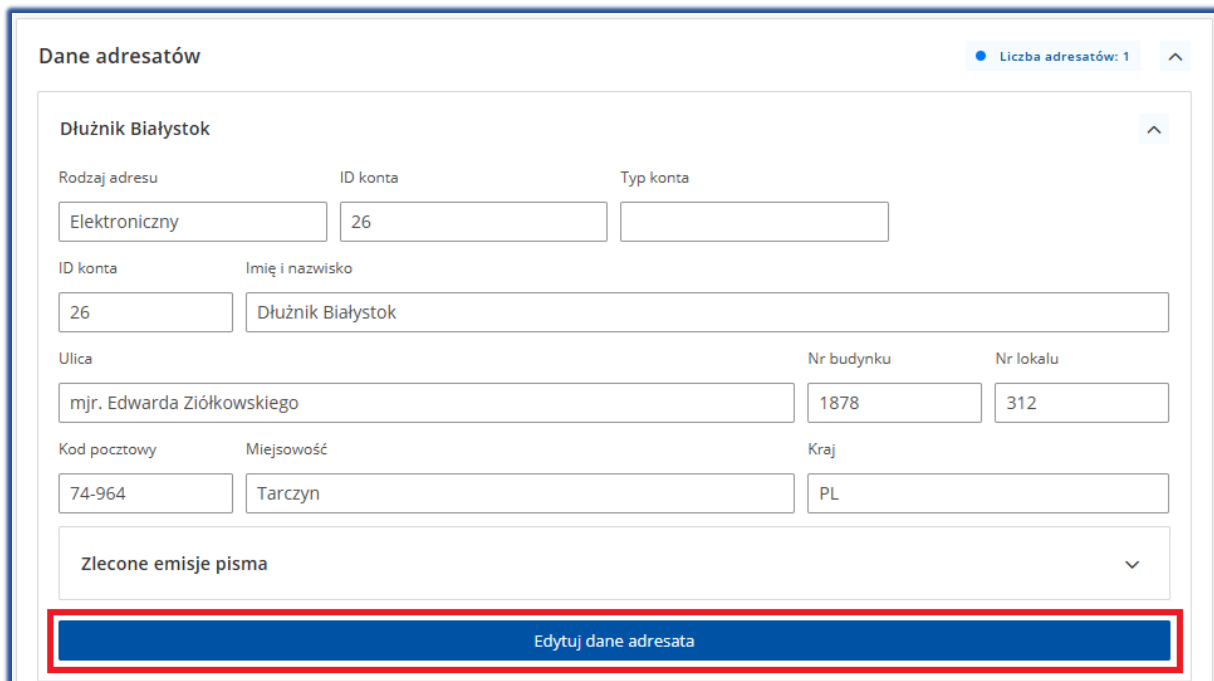 Dane adresatów Liczba adresatów: 1
Dłużnik Białystok
Rodzaj adresu ID konta Typ konta
Elektroniczny 26
ID konta Imię i nazwisko
26 Dłużnik Białystok
Ulica Nr budynku Nr lokalu
mjr. Edwarda Ziółkowskiego 1878 312
Kod pocztowy Miejsowość Kraj
74-964 Tarczyn PL
Zlecone emisje pisma
Edytuj dane adresata